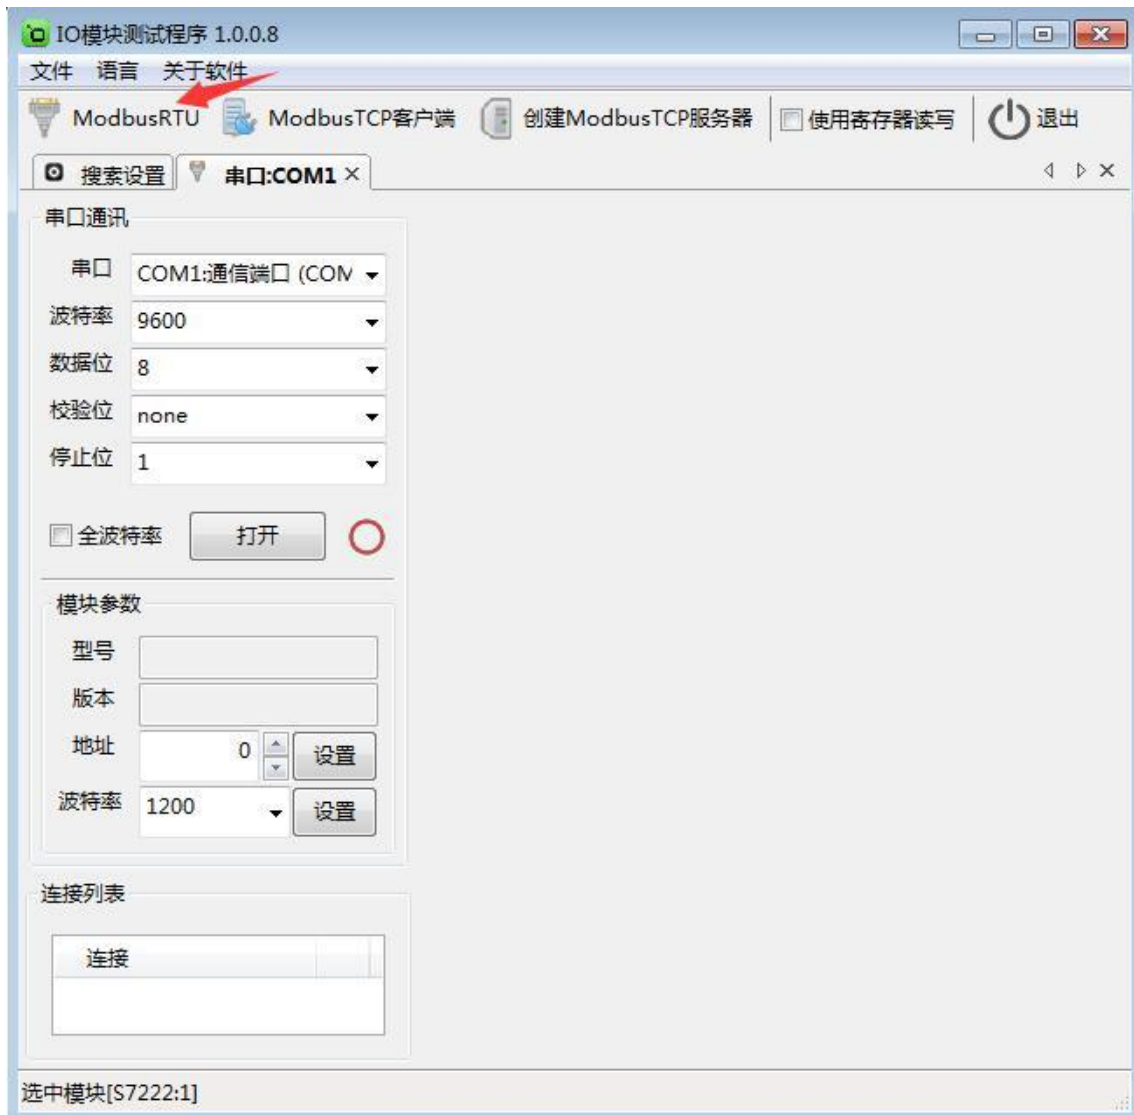 IO模块测试程序 1.0.0.8
文件 语言 关于软件
ModbusRTU ModbusTCP客户端 创建ModbusTCP服务器 使用寄存器读写 退出
搜索设置 串口:COM1
串口通讯
串口 COM1:通信端口 (COM
波特率 9600
数据位 8
校验位 none
停止位 1
全波特率 打开
模块参数
型号
版本
地址 0 设置
波特率 1200 设置
连接列表
连接
选中模块[S7222:1]